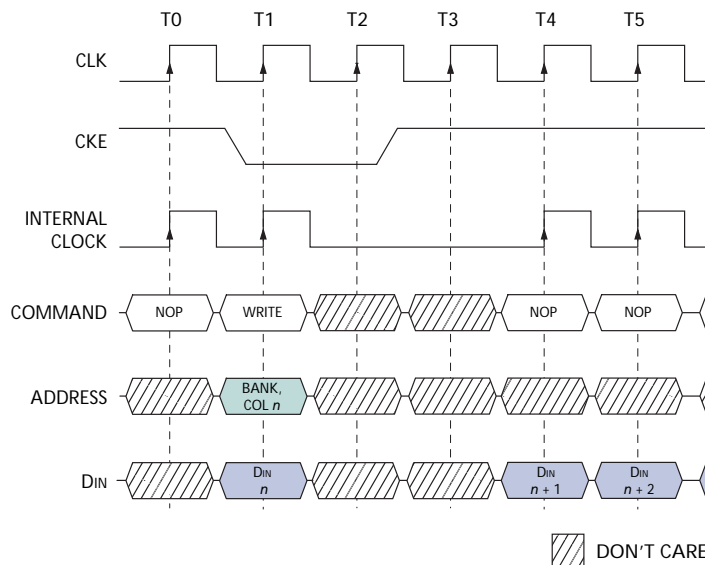 T0 T1 T2 T3 T4 T5
CLK
CKE
INTERNAL
CLOCK
COMMAND NOP WRITE NOP NOP
ADDRESS BANK,
COL n
DIN DIN
n DIN
n + 1 DIN
n + 2
DON'T CARE